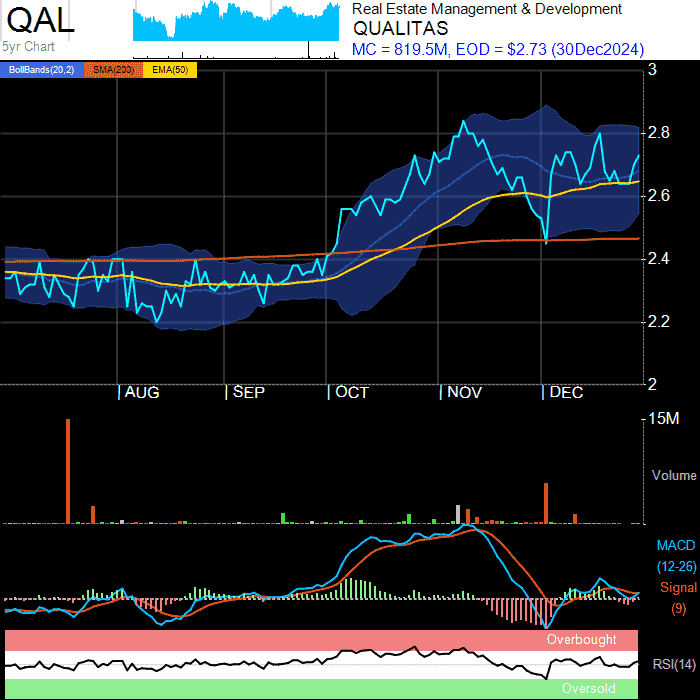 QAL
5yr Chart
Real Estate Management & Development
QUALITAS
MC = 819.5M, EOD = $2.73 (30Dec2024)
BollBands(20,2) SMA(200) EMA(50)
3
2.8
2.6
2.4
2.2
2
AUG SEP OCT NOV DEC
15M
Volume
MACD
(12-26)
Signal
(9)
Overbought
RSI(14)
Oversold